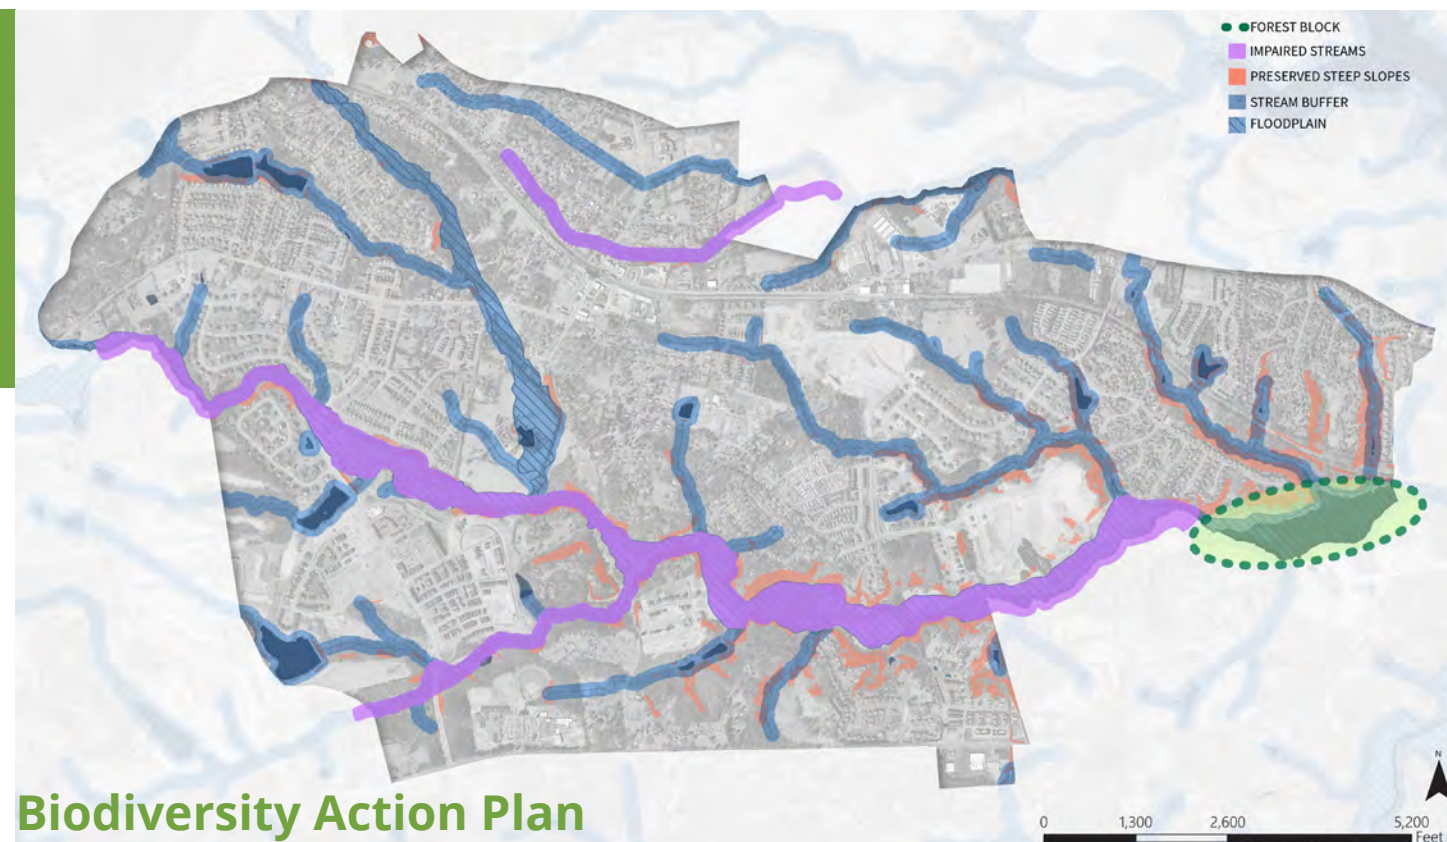 FOREST BLOCK
IMPAIRED STREAMS
PRESERVED STEEP SLOPES
STREAM BUFFER
FLOODPLAIN
Biodiversity Action Plan
N
0 1,300 2,600 5,200
Feet